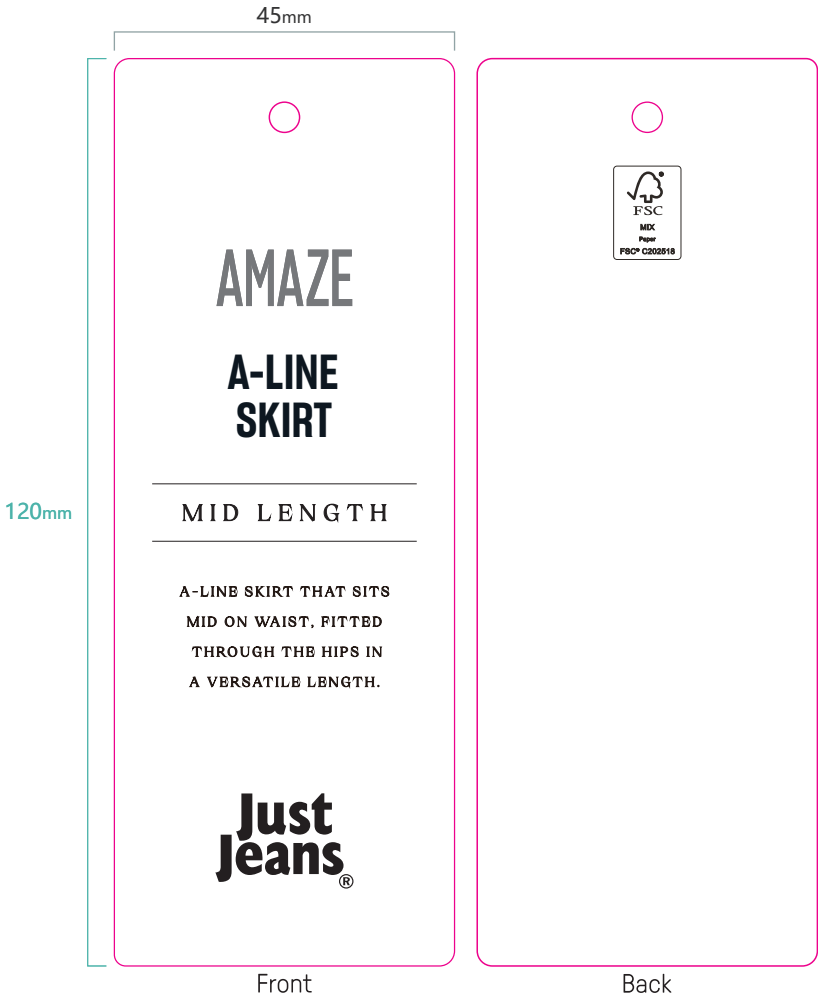 45mm
120mm
AMAZE
A-LINE
SKIRT
MID LENGTH
A-LINE SKIRT THAT SITS
MID ON WAIST, FITTED
THROUGH THE HIPS IN
A VERSATILE LENGTH.
Just
Jeans®
Front
FSC
MIX
Paper
FSC® C202518
Back